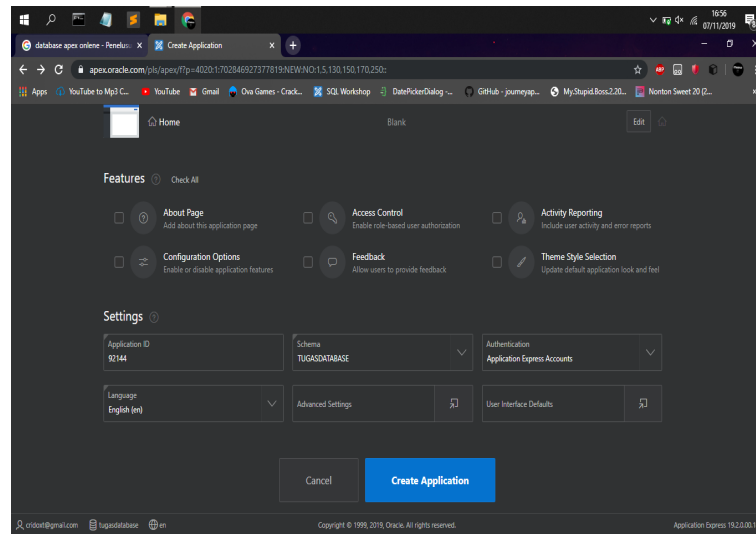 16:56
07/11/2019
database apex onlene - Penelusu
Create Application
apex.oracle.com/pls/apex/f?p=4020:1:702846927377819:NEW:NO:1,5,130,150,170,250::
Apps YouTube to Mp3 C... YouTube Gmail Ova Games - Crack... SQL Workshop DatePickerDialog -... GitHub - journeyap... My.Stupid.Boss.2.20... Nonton Sweet 20 (2...
Home Blank Edit
Features Check All
About Page
Add about this application page
Access Control
Enable role-based user authorization
Activity Reporting
Include user activity and error reports
Configuration Options
Enable or disable application features
Feedback
Allow users to provide feedback
Theme Style Selection
Update default application look and feel
Settings
Application ID
92144
Schema
TUGASDATABASE
Authentication
Application Express Accounts
Language
English (en)
Advanced Settings
User Interface Defaults
Cancel Create Application
cridoxt@gmail.com tugasdatabase en Copyright © 1999, 2019, Oracle. All rights reserved. Application Express 19.2.0.00.1